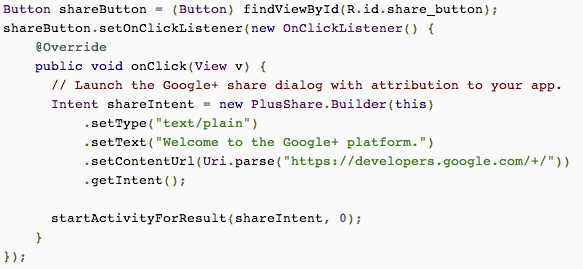 Button shareButton = (Button) findViewById(R.id.share_button);
shareButton.setOnClickListener(new OnClickListener() {
    @Override
    public void onClick(View v) {
      // Launch the Google+ share dialog with attribution to your app.
      Intent shareIntent = new PlusShare.Builder(this)
          .setType("text/plain")
          .setText("Welcome to the Google+ platform.")
          .setContentUrl(Uri.parse("https://developers.google.com/+/"))
          .getIntent();

      startActivityForResult(shareIntent, 0);
    }
});